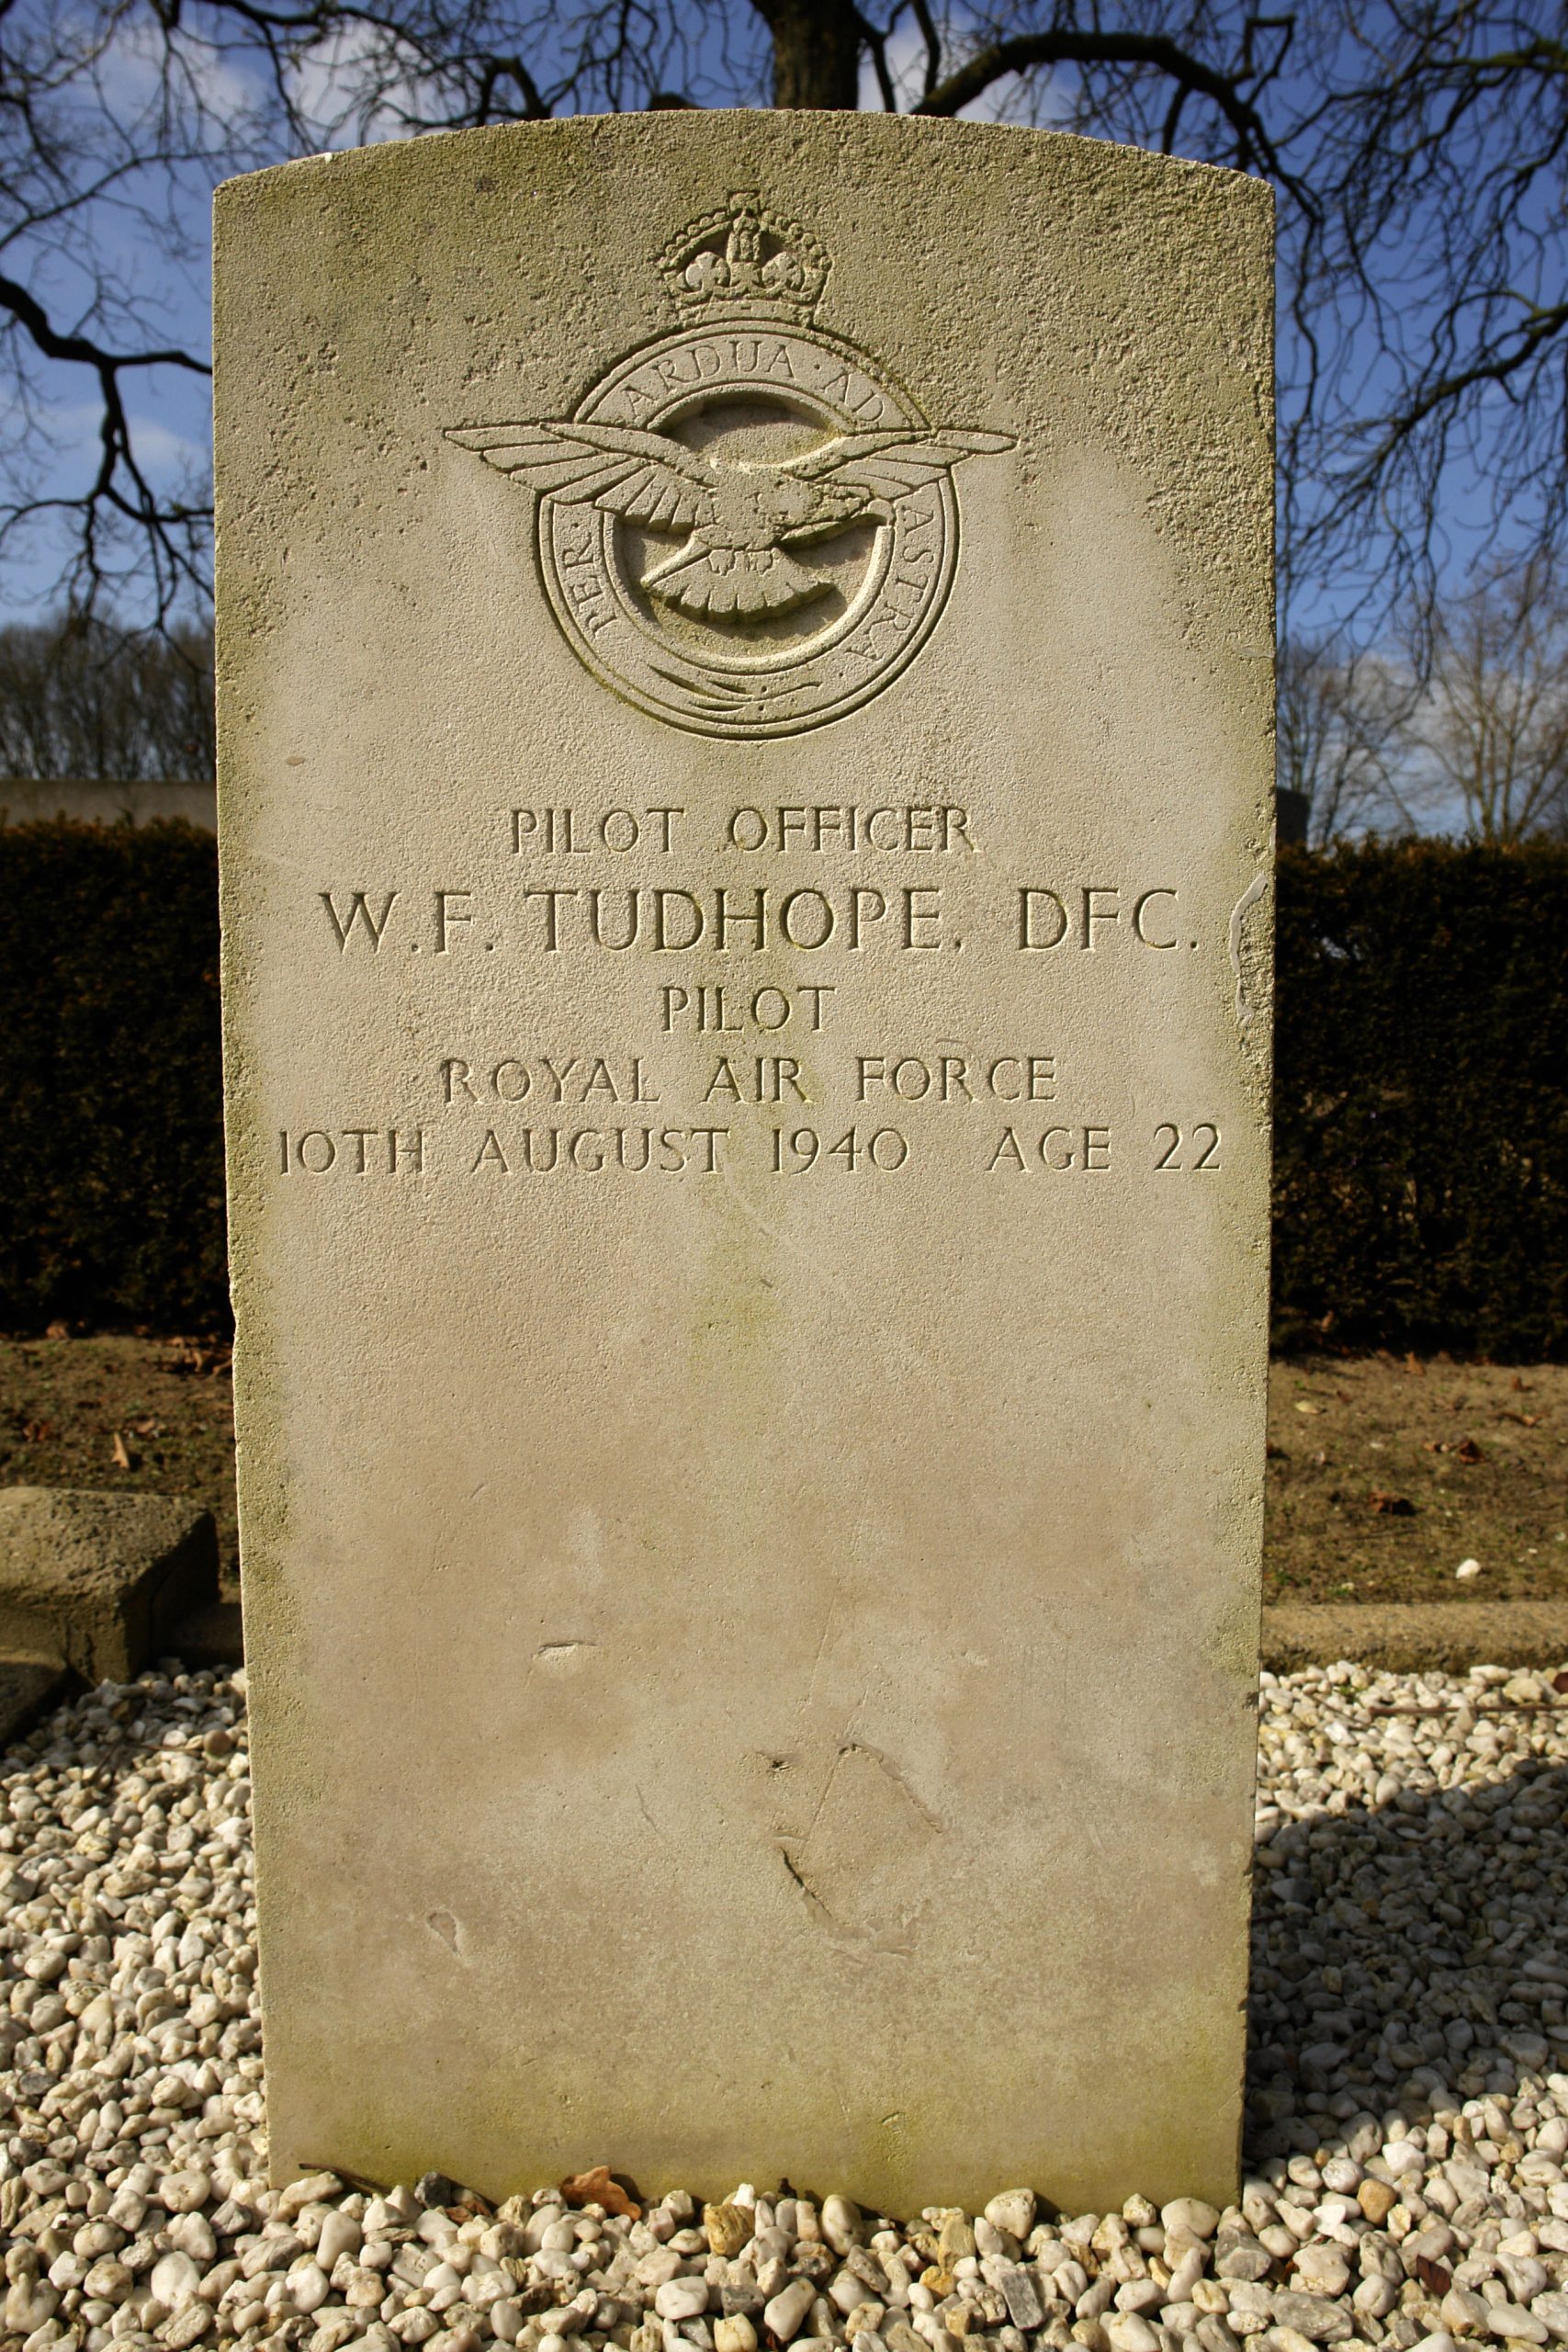 PER · ARDUA · AD ASTRA
PILOT OFFICER
W.F. TUDHOPE. DFC.
PILOT
ROYAL AIR FORCE
10TH AUGUST 1940 AGE 22